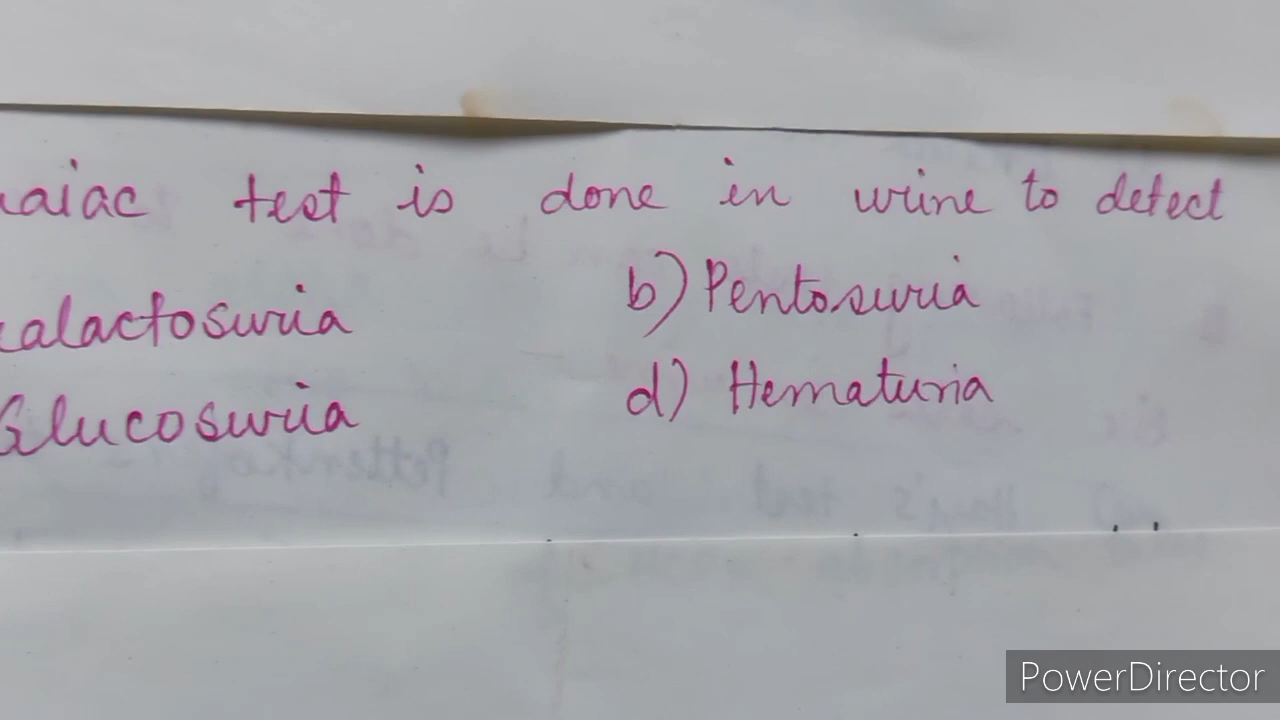 aiac test is done in urine to detect
alactosuria b) Pentosuria
Glucosuria d) Hematuria
PowerDirector